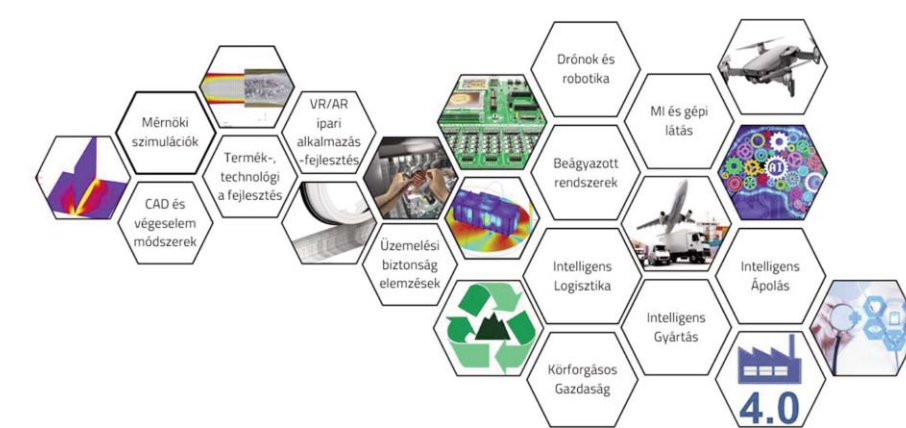 Mérnöki
szimulációk
CAD és
végeselem
módszerek
Termék-,
technológi
a fejlesztés
VR/AR
ipari
alkalmazás
-fejlesztés
Üzemelési
biztonság
elemzések
Drónok és
robotika
Beágyazott
rendszerek
Intelligens
Logisztika
Körforgásos
Gazdaság
MI és gépi
látás
Intelligens
Gyártás
AI
Intelligens
Ápolás
4.0